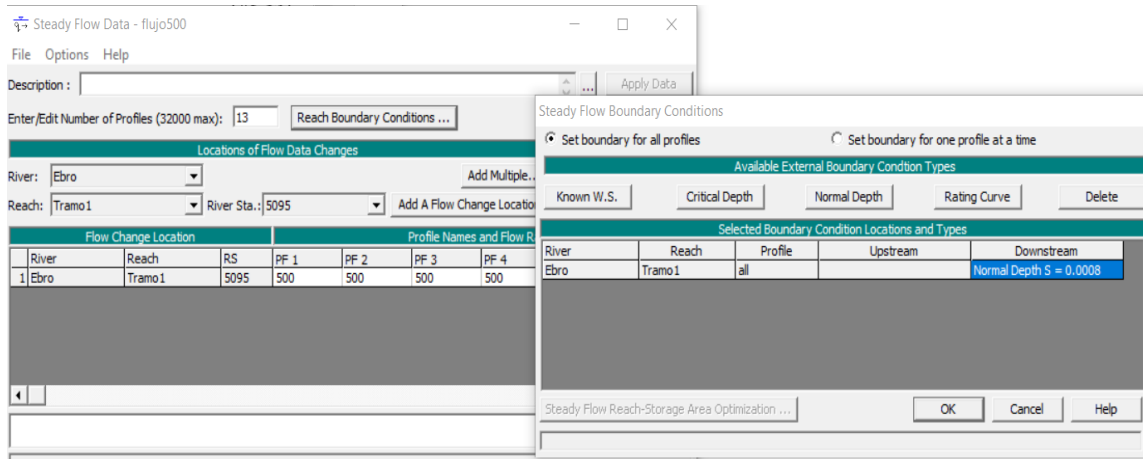 Steady Flow Data - flujo500
File Options Help
Description :
... Apply Data
Enter/Edit Number of Profiles (32000 max): 13 Reach Boundary Conditions ...
Locations of Flow Data Changes
River: Ebro Add Multiple..
Reach: Tramo1 River Sta.: 5095 Add A Flow Change Locatio
Flow Change Location Profile Names and Flow R
River Reach RS PF 1 PF 2 PF 3 PF 4
1 Ebro Tramo1 5095 500 500 500 500
Steady Flow Boundary Conditions
Set boundary for all profiles Set boundary for one profile at a time
Available External Boundary Condtion Types
Known W.S. Critical Depth Normal Depth Rating Curve Delete
Selected Boundary Condition Locations and Types
River Reach Profile Upstream Downstream
Ebro Tramo1 all Normal Depth S = 0.0008
Steady Flow Reach-Storage Area Optimization ... OK Cancel Help